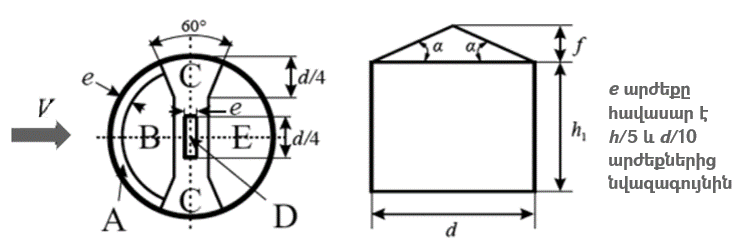 60°
C
d/4
e
V
e
B
E
d/4
C
A
D
α
α
f
h₁
d
e արժեքը
հավասար է
h/5 և d/10
արժեքներից
նվազագույնին